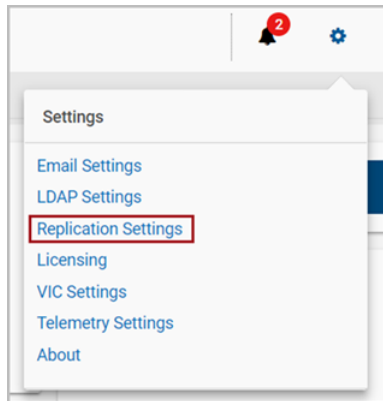 2
Settings
Email Settings
LDAP Settings
Replication Settings
Licensing
VIC Settings
Telemetry Settings
About